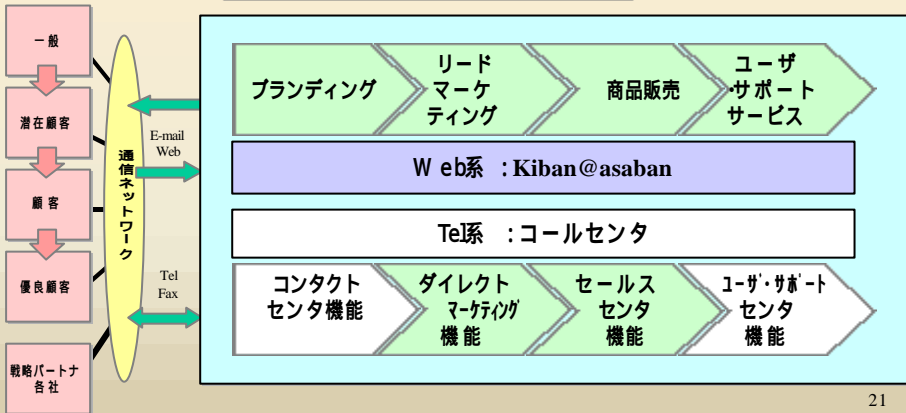 一般
潜在顧客
顧客
優良顧客
戦略パートナ
各社
通信ネットワーク
E-mail
Web
Tel
Fax
ブランディング
リード
マーケ
ティング
商品販売
ユーザ
・サポート
サービス
Web系 :Kiban@asaban
Tel系 :コールセンタ
コンタクト
センタ機能
ダイレクト
マーケティング
機能
セールス
センタ
機能
ユーザ・サポート
センタ
機能
21